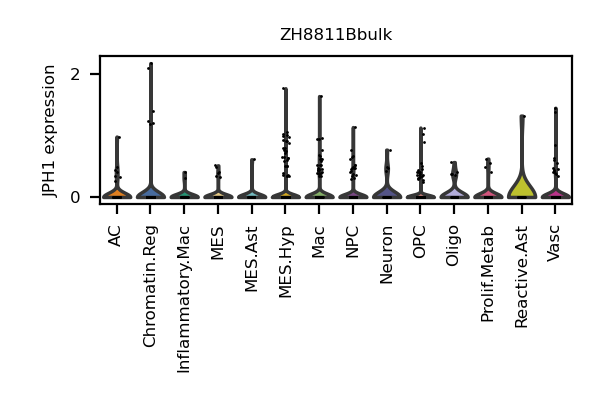 ZH8811Bbulk
JPH1 expression
2
0
AC
Chromatin.Reg
Inflammatory.Mac
MES
MES.Ast
MES.Hyp
Mac
NPC
Neuron
OPC
Oligo
Prolif.Metab
Reactive.Ast
Vasc